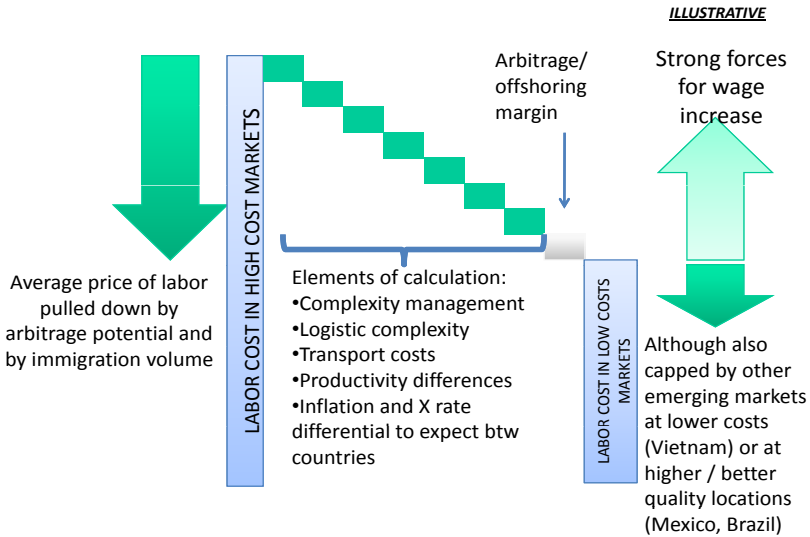 ILLUSTRATIVE
Strong forces
for wage
increase
Arbitrage/
offshoring
margin
LABOR COST IN HIGH COST MARKETS
Average price of labor
pulled down by
arbitrage potential and
by immigration volume
Elements of calculation:
•Complexity management
•Logistic complexity
•Transport costs
•Productivity differences
•Inflation and X rate
differential to expect btw
countries
LABOR COST IN LOW COSTS
MARKETS
Although also
capped by other
emerging markets
at lower costs
(Vietnam) or at
higher / better
quality locations
(Mexico, Brazil)